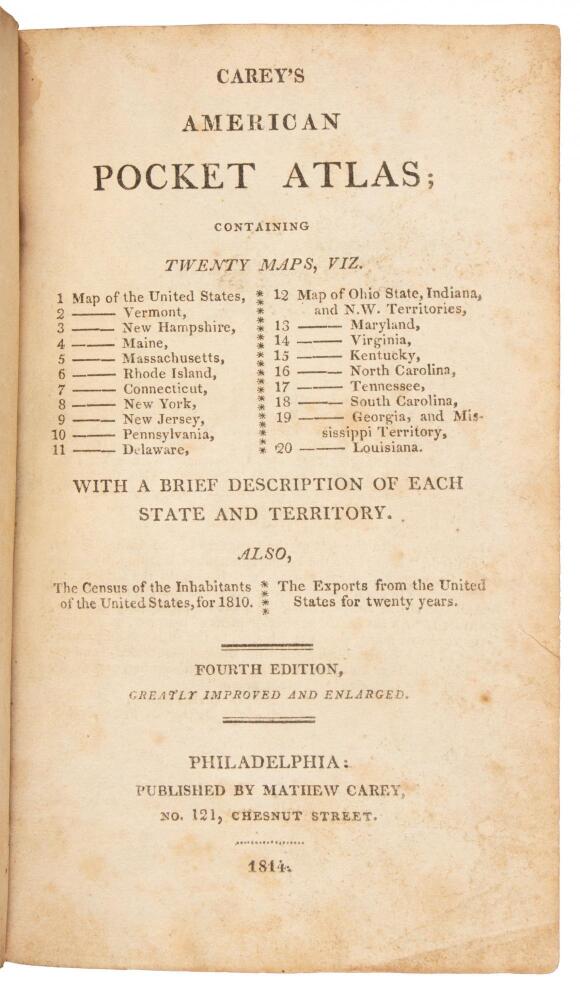 CAREY'S
AMERICAN
POCKET ATLAS;
CONTAINING
TWENTY MAPS, VIZ.
1 Map of the United States,
2 —— Vermont,
3 —— New Hampshire,
4 —— Maine,
5 —— Massachusetts,
6 —— Rhode Island,
7 —— Connecticut,
8 —— New York,
9 —— New Jersey,
10 —— Pennsylvania,
11 —— Delaware,
12 Map of Ohio State, Indiana,
and N.W. Territories,
13 —— Maryland,
14 —— Virginia,
15 —— Kentucky,
16 —— North Carolina,
17 —— Tennessee,
18 —— South Carolina,
19 —— Georgia, and Mis-
sissippi Territory,
20 —— Louisiana.
WITH A BRIEF DESCRIPTION OF EACH
STATE AND TERRITORY.
ALSO,
The Census of the Inhabitants
of the United States, for 1810.
The Exports from the United
States for twenty years.
FOURTH EDITION,
GREATLY IMPROVED AND ENLARGED.
PHILADELPHIA:
PUBLISHED BY MATHEW CAREY,
NO. 121, CHESNUT STREET.
1814.